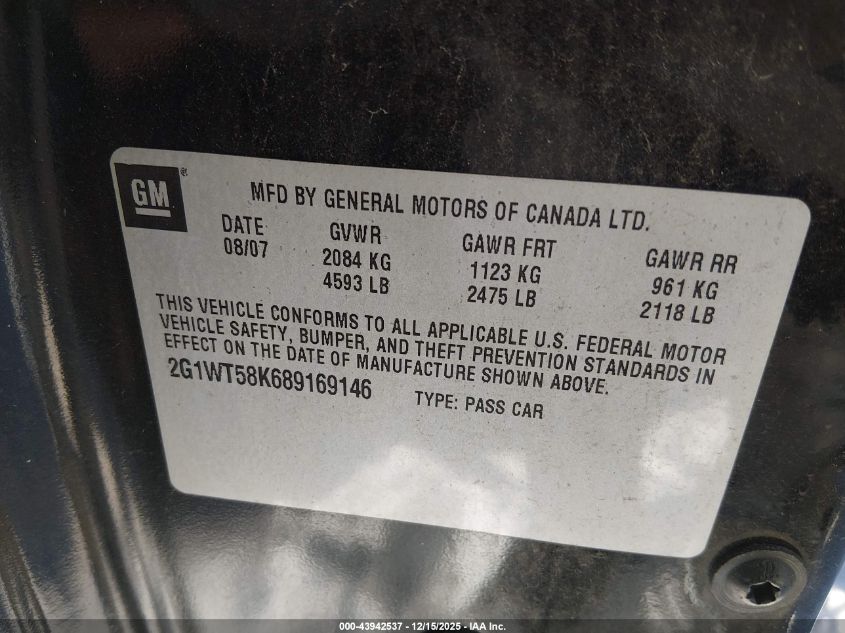 GM ®
MFD BY GENERAL MOTORS OF CANADA LTD.
DATE GVWR GAWR FRT GAWR RR
08/07 2084 KG 1123 KG 961 KG
4593 LB 2475 LB 2118 LB
THIS VEHICLE CONFORMS TO ALL APPLICABLE U.S. FEDERAL MOTOR
VEHICLE SAFETY, BUMPER, AND THEFT PREVENTION STANDARDS IN
EFFECT ON THE DATE OF MANUFACTURE SHOWN ABOVE.
2G1WT58K689169146 TYPE: PASS CAR
000-43942537 - 12/15/2025 - IAA Inc.